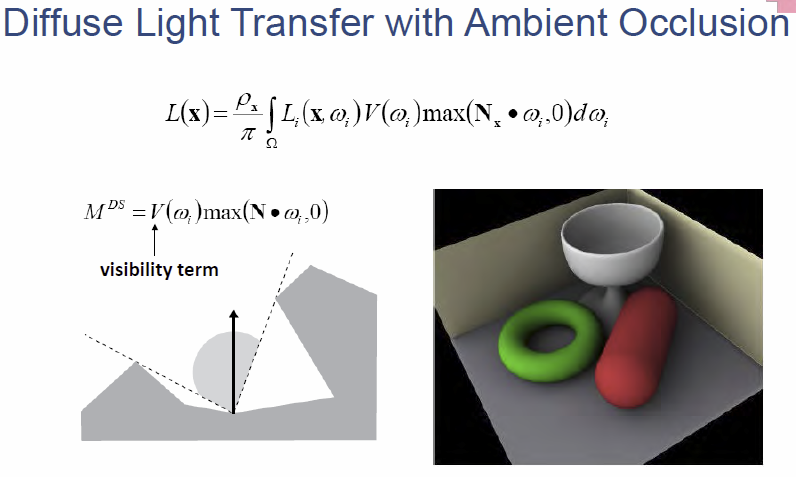 Diffuse Light Transfer with Ambient Occlusion
L(x) = ρₓ/π ∫_Ω Lᵢ(x, ωᵢ)V(ωᵢ)max(Nₓ • ωᵢ,0)dωᵢ
M^DS = V(ωᵢ)max(N • ωᵢ,0)
visibility term